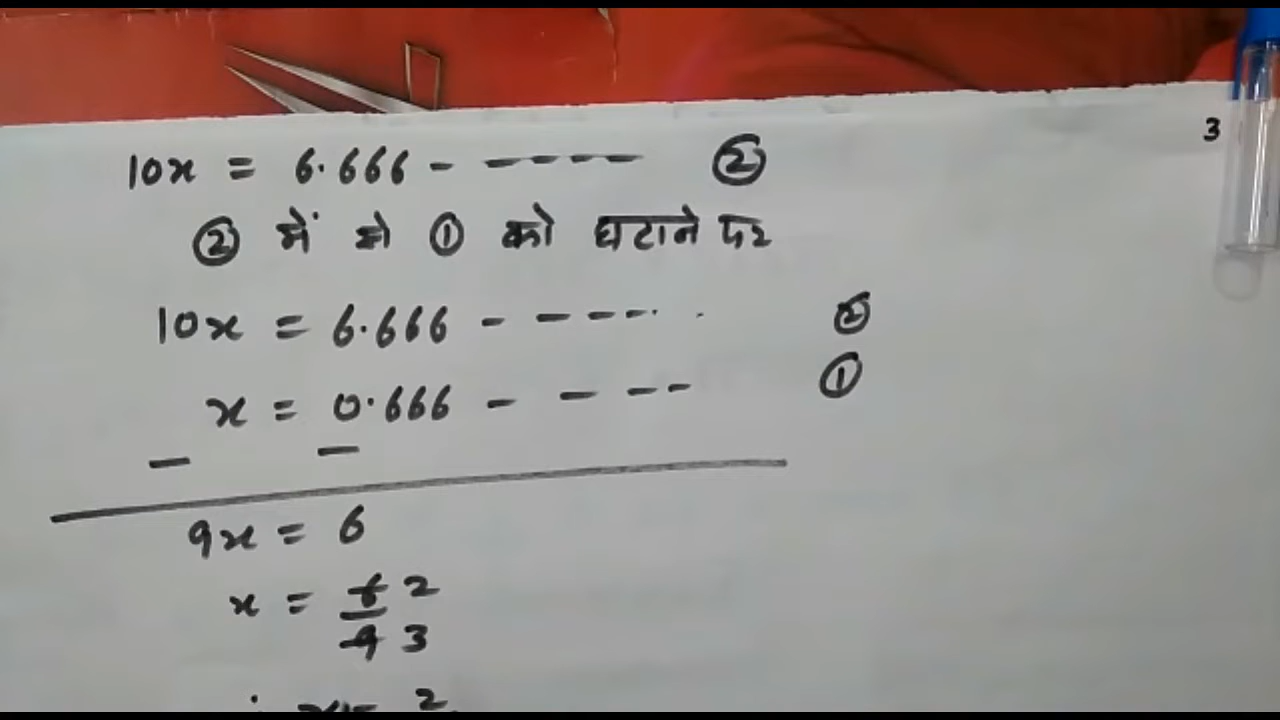 3
10x = 6.666 - ---- ②
② में से ① को घटाने पर
10x = 6.666 - ---- . ②
x = 0.666 - - -- ①
- -
9x = 6
x = 6/9 2/3
∴ x = 2